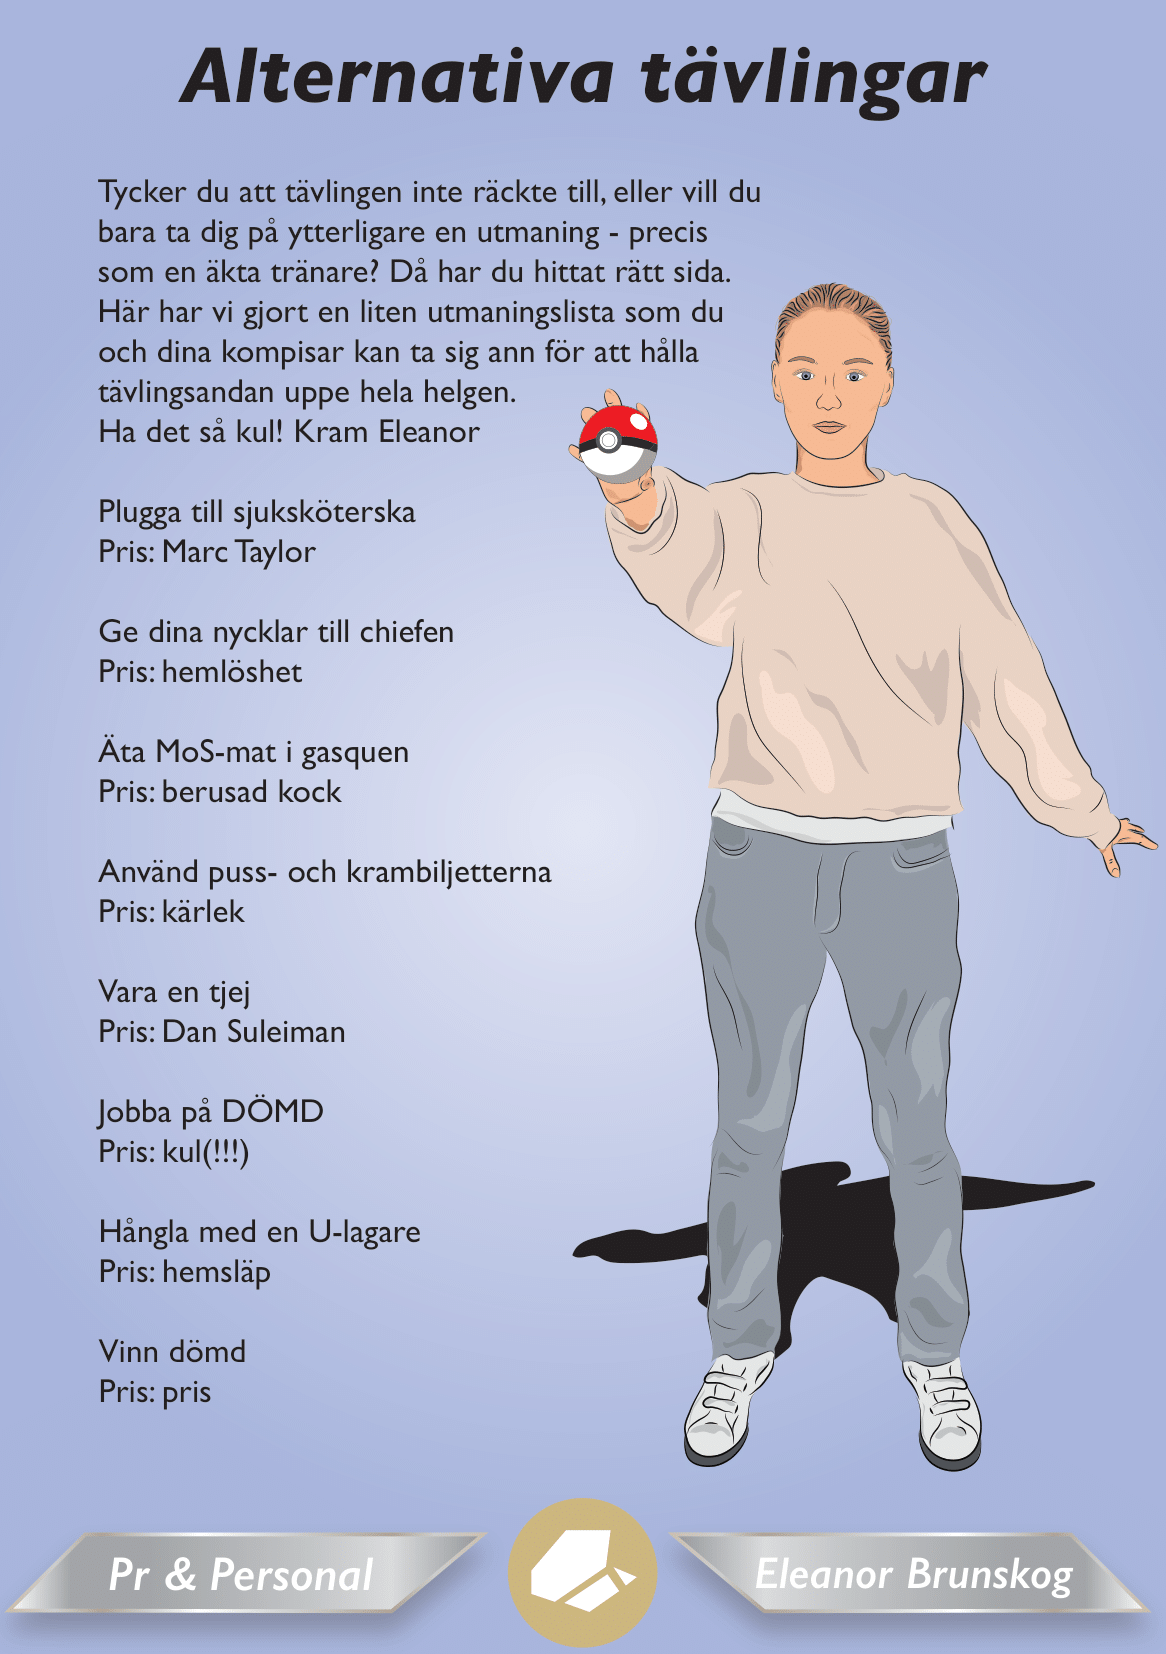 Alternativa tävlingar
Tycker du att tävlingen inte räckte till, eller vill du
bara ta dig på ytterligare en utmaning - precis
som en äkta tränare? Då har du hittat rätt sida.
Här har vi gjort en liten utmaningslista som du
och dina kompisar kan ta sig ann för att hålla
tävlingsandan uppe hela helgen.
Ha det så kul! Kram Eleanor
Plugga till sjuksköterska
Pris: Marc Taylor
Ge dina nycklar till chiefen
Pris: hemlöshet
Äta MoS-mat i gasquen
Pris: berusad kock
Använd puss- och krambiljetterna
Pris: kärlek
Vara en tjej
Pris: Dan Suleiman
Jobba på DÖMD
Pris: kul(!!!)
Hångla med en U-lagare
Pris: hemsläp
Vinn dömd
Pris: pris
Pr & Personal
Eleanor Brunskog